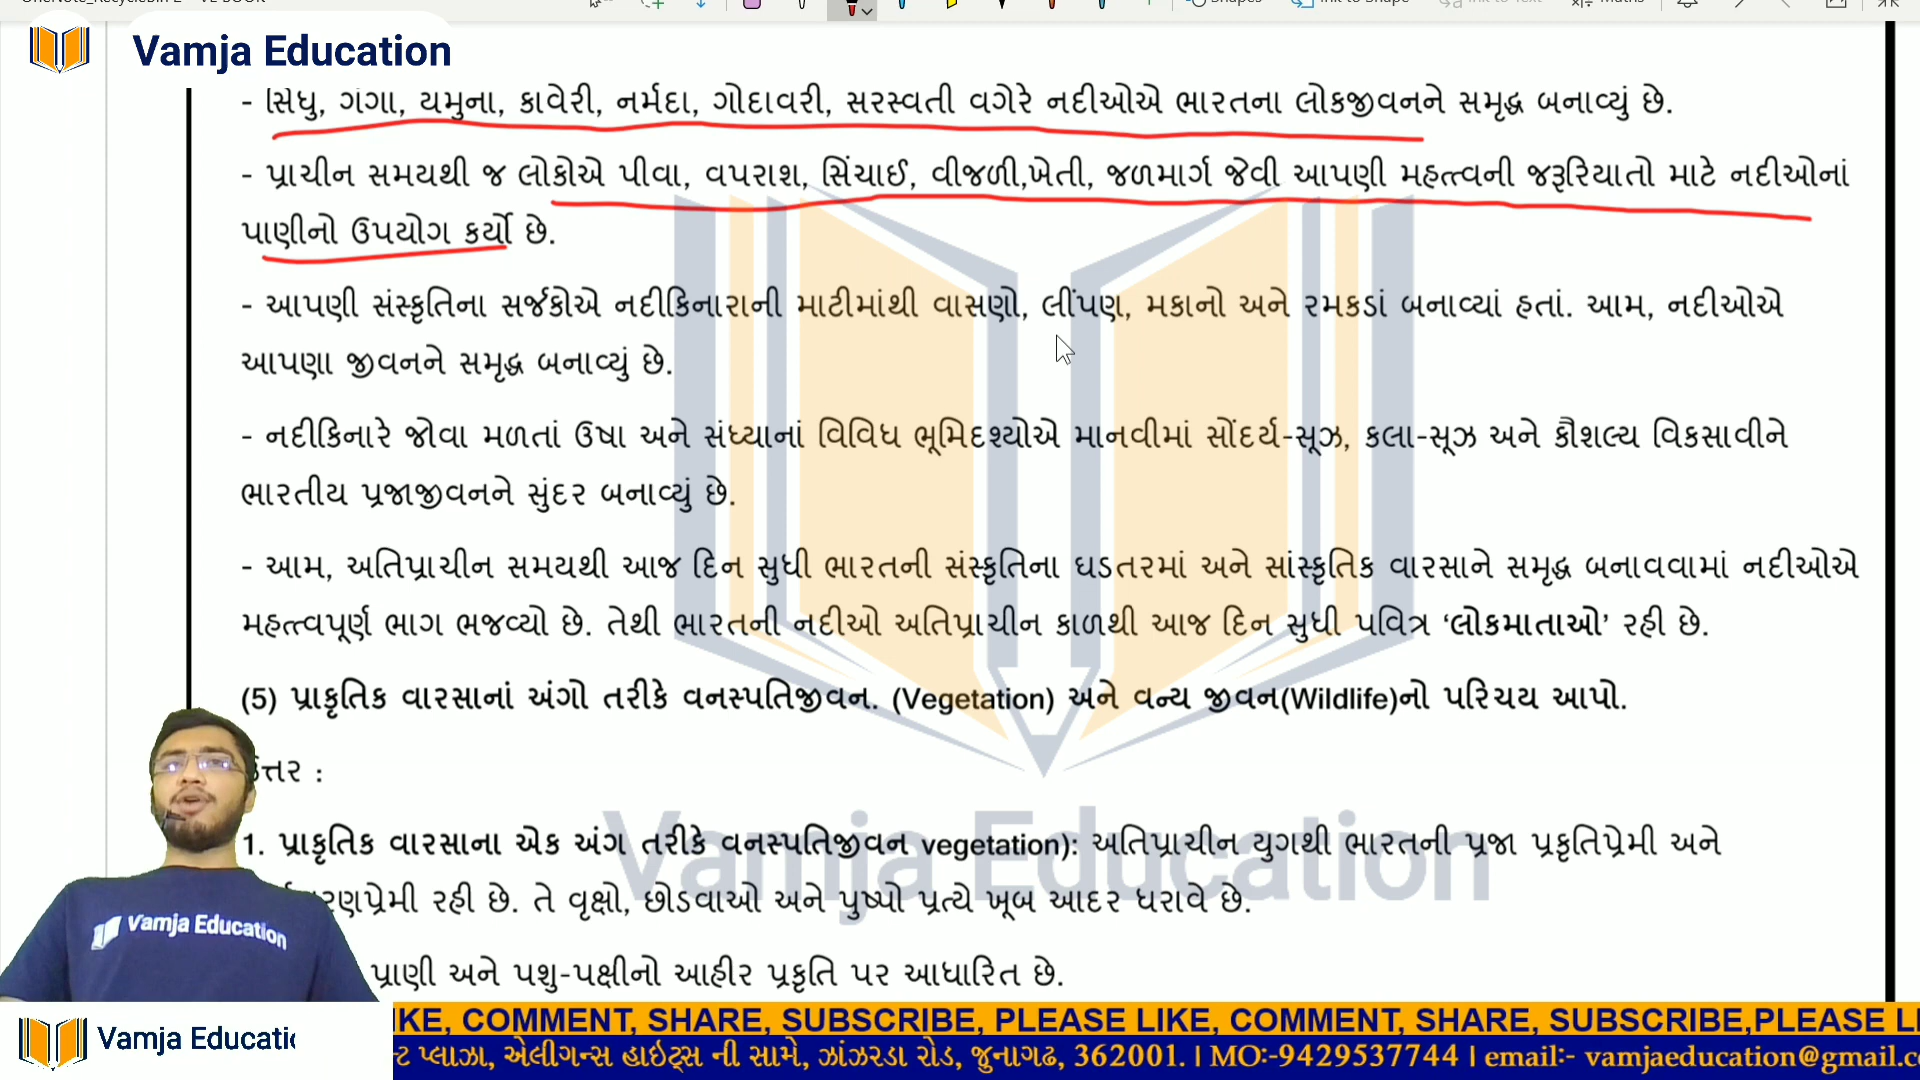 Vamja Education
- સિંધુ, ગંગા, યમુના, કાવેરી, નર્મદા, ગોદાવરી, સરસ્વતી વગેરે નદીઓએ ભારતના લોકજીવનને સમૃદ્ધ બનાવ્યું છે.
- પ્રાચીન સમયથી જ લોકોએ પીવા, વપરાશ, સિંચાઈ, વીજળી,ખેતી, જળમાર્ગ જેવી આપણી મહત્ત્વની જરૂરિયાતો માટે નદીઓનાં
પાણીનો ઉપયોગ કર્યો છે.
- આપણી સંસ્કૃતિના સર્જકોએ નદીકિનારાની માટીમાંથી વાસણો, લીંપણ, મકાનો અને રમકડાં બનાવ્યાં હતાં. આમ, નદીઓએ
આપણા જીવનને સમૃદ્ધ બનાવ્યું છે.
- નદીકિનારે જોવા મળતાં ઉષા અને સંધ્યાનાં વિવિધ ભૂમિદશ્યોએ માનવીમાં સોંદર્ય-સૂઝ, કલા-સૂઝ અને કૌશલ્ય વિકસાવીને
ભારતીય પ્રજાજીવનને સુંદર બનાવ્યું છે.
- આમ, અતિપ્રાચીન સમયથી આજ દિન સુધી ભારતની સંસ્કૃતિના ઘડતરમાં અને સાંસ્કૃતિક વારસાને સમૃદ્ધ બનાવવામાં નદીઓએ
મહત્ત્વપૂર્ણ ભાગ ભજવ્યો છે. તેથી ભારતની નદીઓ અતિપ્રાચીન કાળથી આજ દિન સુધી પવિત્ર ‘લોકમાતાઓ’ રહી છે.
(5) પ્રાકૃતિક વારસાનાં અંગો તરીકે વનસ્પતિજીવન. (Vegetation) અને વન્ય જીવન(Wildlife)નો પરિચય આપો.
ઉત્તર :
1. પ્રાકૃતિક વારસાના એક અંગ તરીકે વનસ્પતિજીવન vegetation): અતિપ્રાચીન યુગથી ભારતની પ્રજા પ્રકૃતિપ્રેમી અને
રહી છે. તે વૃક્ષો, છોડવાઓ અને પુષ્પો પ્રત્યે ખૂબ આદર ધરાવે છે.
પ્રાણી અને પશુ-પક્ષીનો આહીર પ્રકૃતિ પર આધારિત છે.
Vamja Education
Vamja Education
Vamja
COMMENT, SHARE, SUBSCRIBE, PLEASE LIKE, COMMENT, SHARE, SUBSCRIBE,PLEASE
પ્લાઝા, એલીગન્સ હાઇટ્સ ની સામે, ઝાંઝરડા રોડ, જુનાગઢ, 362001. | MO:-9429537744 | email:- vamjaeducation@gmail.c